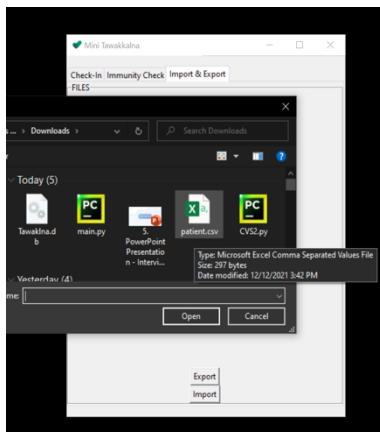 Mini Tawakkalna
Check-In Immunity Check Import & Export
FILES
s ... › Downloads › Search Downloads
r
Today (5)
Tawaklna.d
b
main.py
5.
PowerPoint
Presentatio
n - Intervi...
patient.csv
CVS2.py
Type: Microsoft Excel Comma Separated Values File
Size: 297 bytes
Date modified: 12/12/2021 3:42 PM
Yesterday (4)
me:
Open Cancel
Export
Import